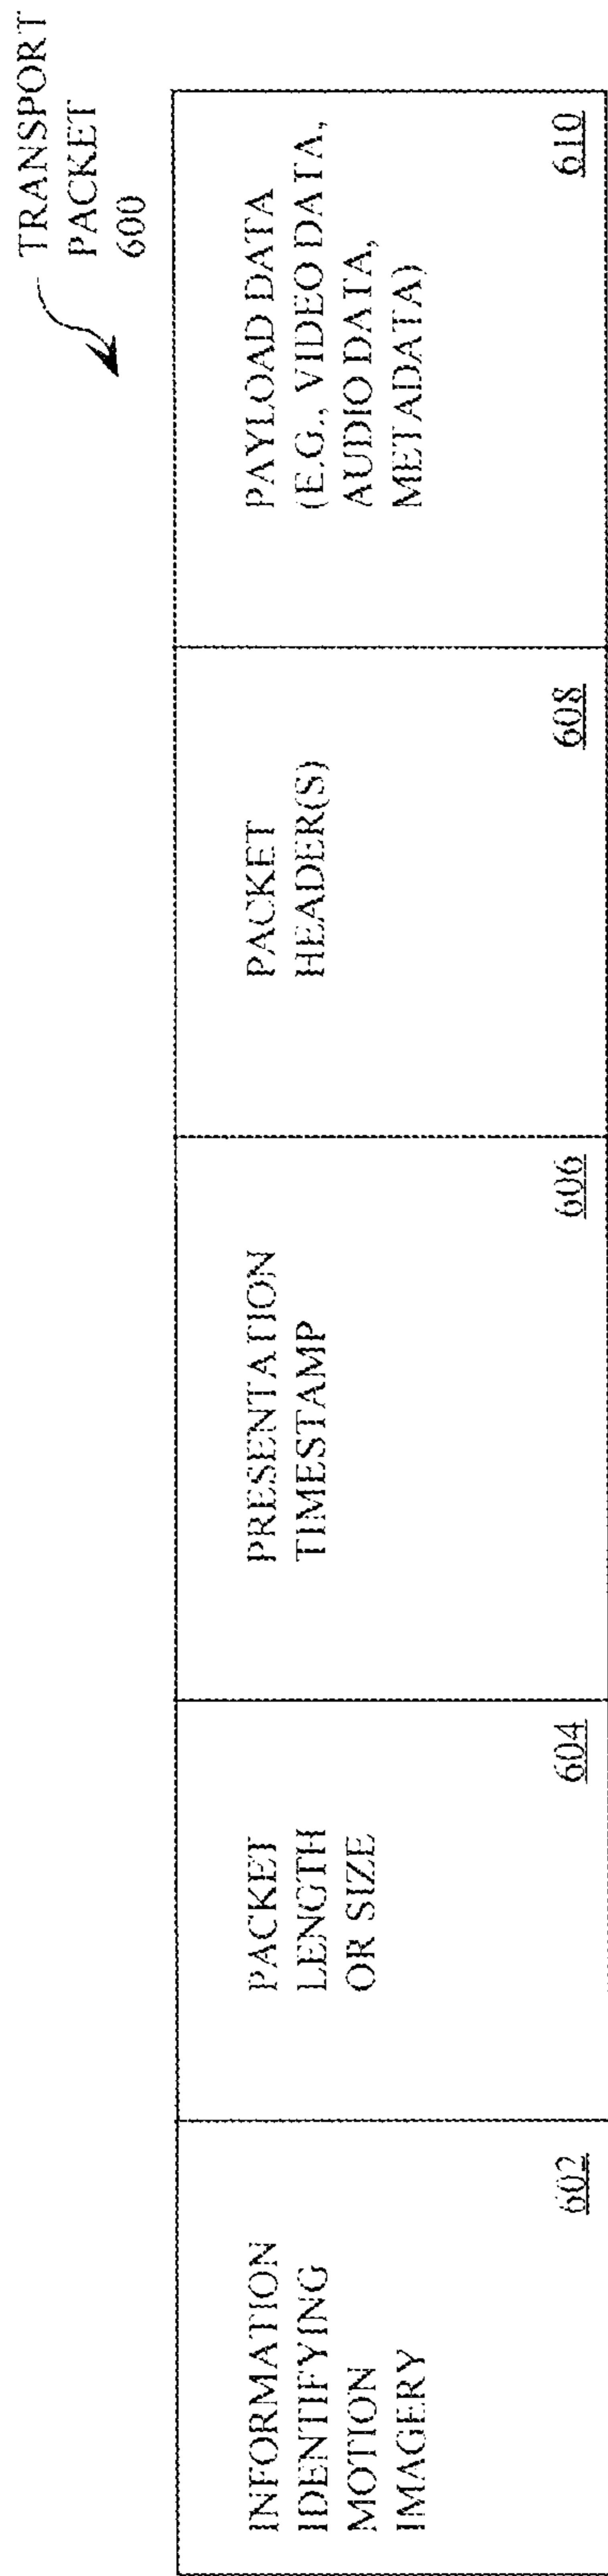 TRANSPORT
PACKET
600
INFORMATION
IDENTIFYING
MOTION
IMAGERY
602
PACKET
LENGTH
OR SIZE
604
PRESENTATION
TIMESTAMP
606
PACKET
HEADER(S)
608
PAYLOAD DATA
(E.G., VIDEO DATA,
AUDIO DATA,
METADATA)
610